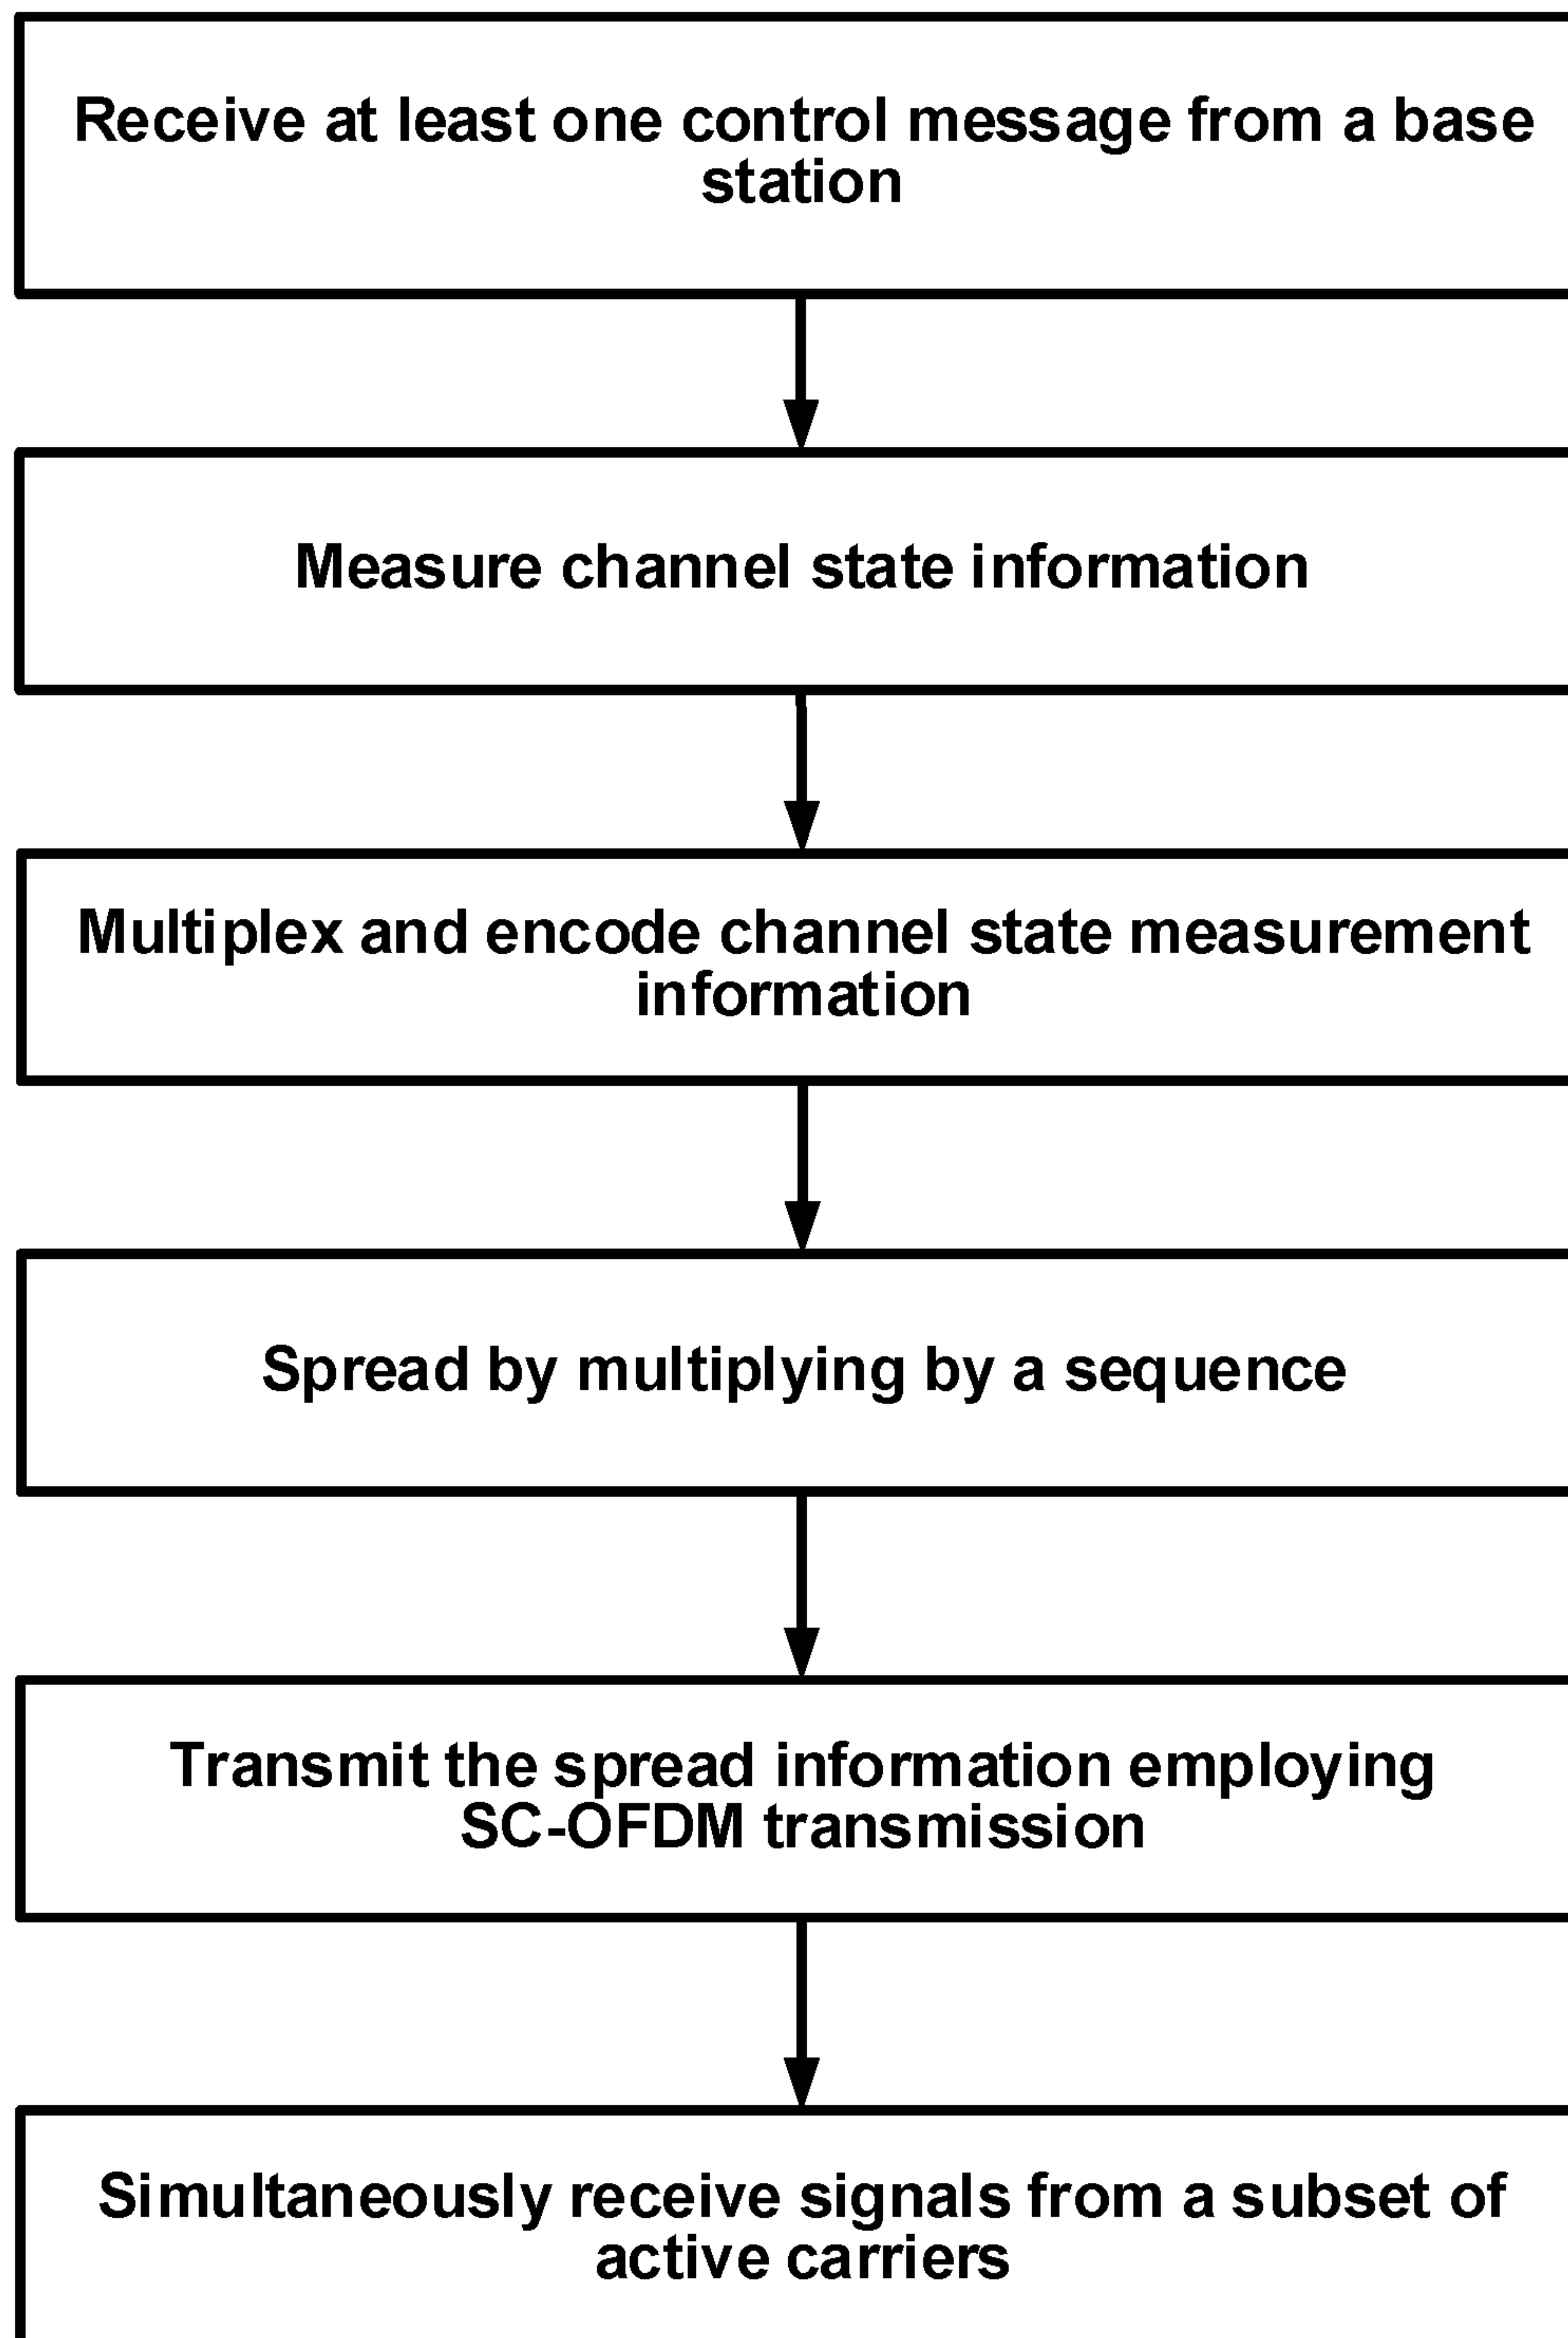 Receive at least one control message from a base
station
Measure channel state information
Multiplex and encode channel state measurement
information
Spread by multiplying by a sequence
Transmit the spread information employing
SC-OFDM transmission
Simultaneously receive signals from a subset of
active carriers